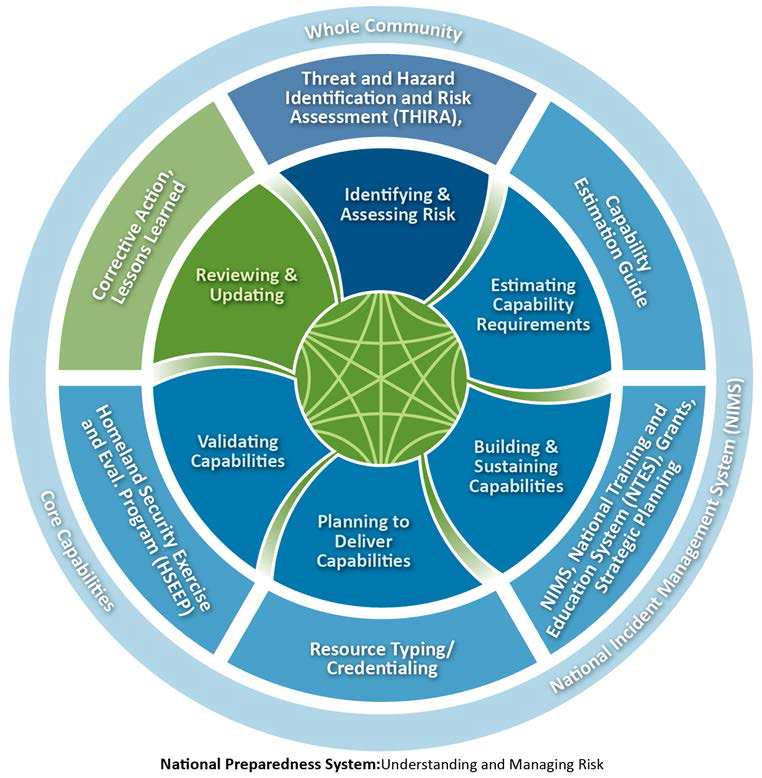 Whole Community
Threat and Hazard
Identification and Risk
Assessment (THIRA),
Identifying &
Assessing Risk
Capability
Estimation Guide
Estimating
Capability
Requirements
National Incident Management System (NIMS)
NIMS, National Training and
Education System (NTES), Grants,
Strategic Planning
Building &
Sustaining
Capabilities
Resource Typing/
Credentialing
Planning to
Deliver
Capabilities
Core Capabilities
Homeland Security Exercise
and Eval. Program (HSEEP)
Validating
Capabilities
Corrective Action,
Lessons Learned
Reviewing &
Updating
National Preparedness System:Understanding and Managing Risk